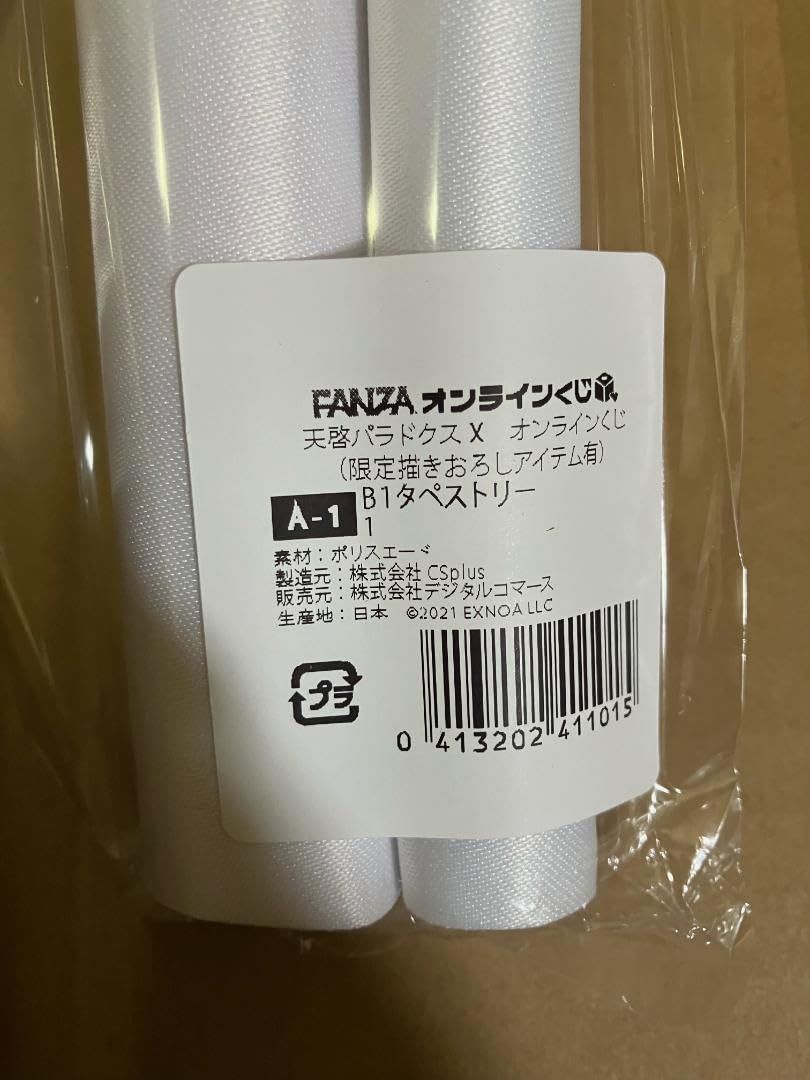 FANZA オンラインくじ
天啓パラドクスX オンラインくじ
(限定描きおろしアイテム有)
A-1 B1タペストリー
1
素材：ポリスエード
製造元：株式会社 CSplus
販売元：株式会社デジタルコマース
生産地：日本 ©2021 EXNOA LLC
プラ
0 413202 411015